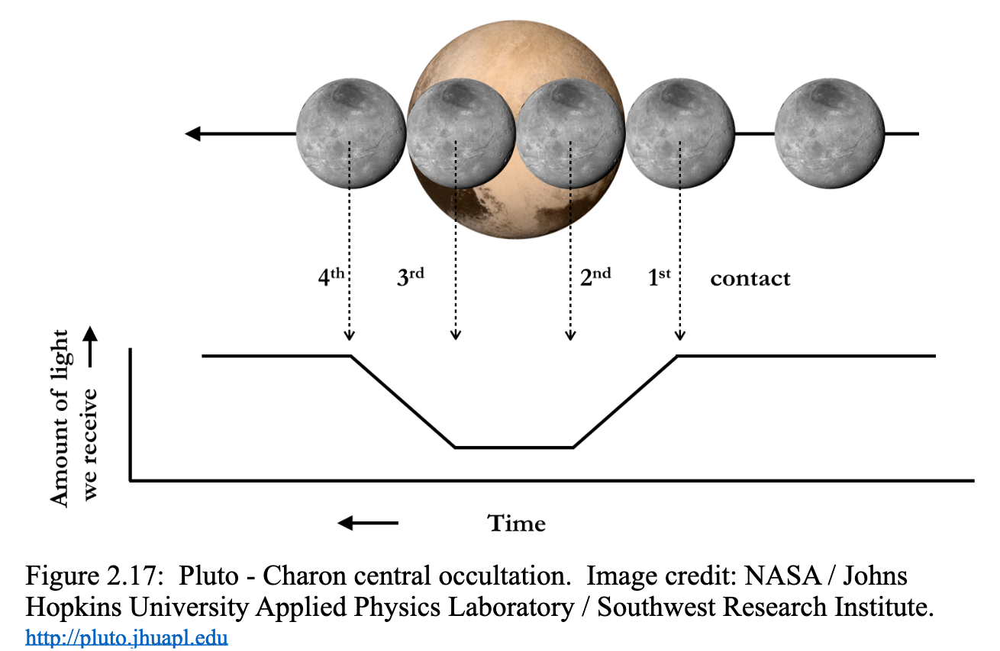 4th 3rd 2nd 1st contact
Amount of light
we receive
Time
Figure 2.17: Pluto - Charon central occultation. Image credit: NASA / Johns
Hopkins University Applied Physics Laboratory / Southwest Research Institute.
http://pluto.jhuapl.edu